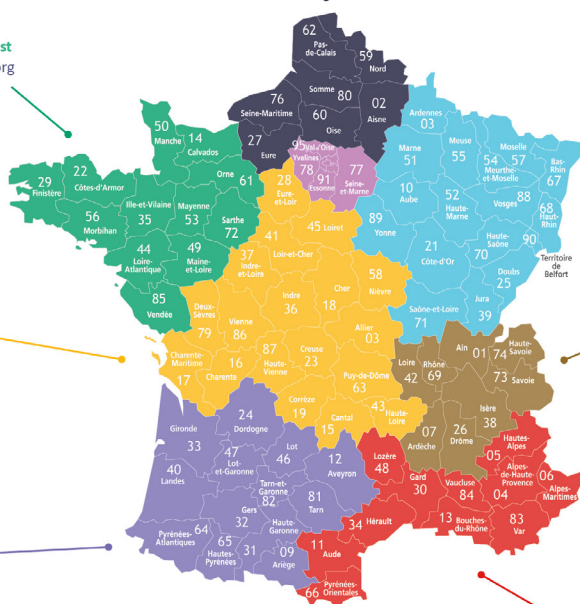 62
Pas-
de-Calais
59
Nord
st
org
Somme
80
76
Seine-Maritime
02
Aisne
60
Oise
Ardennes
03
50
Manche
14
Calvados
27
Eure
95
Val-d'Oise
Yvelines
78
91
Essonne
77
Seine-
et-Marne
Marne
51
Meuse
55
Moselle
54
57
Meurthe-
et-Moselle
Bas-
Rhin
67
29
Finistère
22
Côtes-d'Armor
Orne
61
28
Eure-
et-Loir
10
Aube
52
Haute-
Marne
88
Vosges
68
Haut-
Rhin
56
Morbihan
Ille-et-Vilaine
35
Mayenne
53
Sarthe
72
45
Loiret
89
Yonne
41
Loir-et-Cher
21
Côte-d'Or
Haute-
Saône
70
90
Territoire
de
Belfort
44
Loire-
Atlantique
49
Maine-
et-Loire
37
Indre-
et-Loire
Doubs
25
58
Nièvre
85
Vendée
Deux-
Sèvres
79
Indre
36
Cher
18
Jura
39
Saône-et-Loire
71
Vienne
86
Allier
03
Charente-
Maritime
17
16
Charente
87
Haute-
Vienne
Creuse
23
Puy-de-Dôme
63
Loire
42
Rhône
69
Ain
01
Haute-
Savoie
74
73
Savoie
Corrèze
19
Cantal
15
43
Haute-
Loire
Isère
38
24
Dordogne
Gironde
33
07
Ardèche
26
Drôme
Hautes-
Alpes
05
47
Lot-
et-Garonne
Lot
46
12
Aveyron
Lozère
48
40
Landes
Tarn-et
Garonne
82
81
Tarn
Gard
30
Vaucluse
84
Alpes-
de-Haute-
Provence
04
06
Alpes-
Maritimes
Gers
32
34
Hérault
13
Bouches-
du-Rhône
83
Var
64
Pyrénées-
Atlantiques
65
Hautes-
Pyrénées
Haute-
Garonne
31
09
Ariège
11
Aude
66
Pyrénées-
Orientales